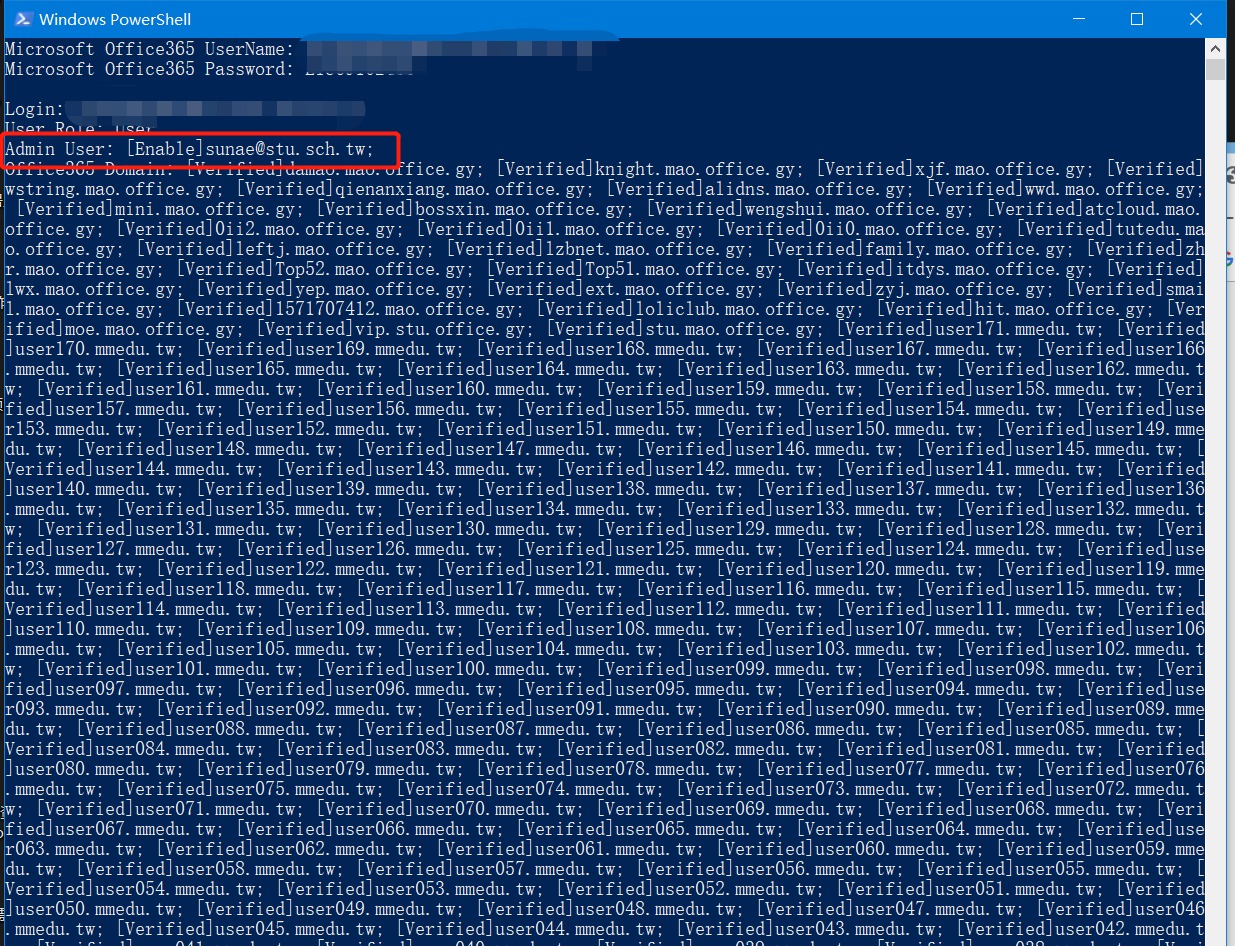 Windows PowerShell
Microsoft Office365 UserName:
Microsoft Office365 Password:
Login:
User Role: User
Admin User: [Enable]sunae@stu.sch.tw;
Office365 Domain: [Verified]damao.mao.office.gy; [Verified]knight.mao.office.gy; [Verified]xjf.mao.office.gy; [Verified]
wstring.mao.office.gy; [Verified]qienanxiang.mao.office.gy; [Verified]alidns.mao.office.gy; [Verified]wwd.mao.office.gy;
[Verified]mini.mao.office.gy; [Verified]bossxin.mao.office.gy; [Verified]wengshui.mao.office.gy; [Verified]atcloud.mao.
office.gy; [Verified]0ii2.mao.office.gy; [Verified]0ii1.mao.office.gy; [Verified]0ii0.mao.office.gy; [Verified]tutedu.ma
o.office.gy; [Verified]leftj.mao.office.gy; [Verified]lzbnet.mao.office.gy; [Verified]family.mao.office.gy; [Verified]zh
r.mao.office.gy; [Verified]Top52.mao.office.gy; [Verified]Top51.mao.office.gy; [Verified]itdys.mao.office.gy; [Verified]
lwx.mao.office.gy; [Verified]yep.mao.office.gy; [Verified]ext.mao.office.gy; [Verified]zyj.mao.office.gy; [Verified]smai
l.mao.office.gy; [Verified]1571707412.mao.office.gy; [Verified]loliclub.mao.office.gy; [Verified]hit.mao.office.gy; [Ver
ified]moe.mao.office.gy; [Verified]vip.stu.office.gy; [Verified]stu.mao.office.gy; [Verified]user171.mmedu.tw; [Verified
]user170.mmedu.tw; [Verified]user169.mmedu.tw; [Verified]user168.mmedu.tw; [Verified]user167.mmedu.tw; [Verified]user166
.mmedu.tw; [Verified]user165.mmedu.tw; [Verified]user164.mmedu.tw; [Verified]user163.mmedu.tw; [Verified]user162.mmedu.t
w; [Verified]user161.mmedu.tw; [Verified]user160.mmedu.tw; [Verified]user159.mmedu.tw; [Verified]user158.mmedu.tw; [Veri
fied]user157.mmedu.tw; [Verified]user156.mmedu.tw; [Verified]user155.mmedu.tw; [Verified]user154.mmedu.tw; [Verified]use
r153.mmedu.tw; [Verified]user152.mmedu.tw; [Verified]user151.mmedu.tw; [Verified]user150.mmedu.tw; [Verified]user149.mme
du.tw; [Verified]user148.mmedu.tw; [Verified]user147.mmedu.tw; [Verified]user146.mmedu.tw; [Verified]user145.mmedu.tw; [
Verified]user144.mmedu.tw; [Verified]user143.mmedu.tw; [Verified]user142.mmedu.tw; [Verified]user141.mmedu.tw; [Verified
]user140.mmedu.tw; [Verified]user139.mmedu.tw; [Verified]user138.mmedu.tw; [Verified]user137.mmedu.tw; [Verified]user136
.mmedu.tw; [Verified]user135.mmedu.tw; [Verified]user134.mmedu.tw; [Verified]user133.mmedu.tw; [Verified]user132.mmedu.t
w; [Verified]user131.mmedu.tw; [Verified]user130.mmedu.tw; [Verified]user129.mmedu.tw; [Verified]user128.mmedu.tw; [Veri
fied]user127.mmedu.tw; [Verified]user126.mmedu.tw; [Verified]user125.mmedu.tw; [Verified]user124.mmedu.tw; [Verified]use
r123.mmedu.tw; [Verified]user122.mmedu.tw; [Verified]user121.mmedu.tw; [Verified]user120.mmedu.tw; [Verified]user119.mme
du.tw; [Verified]user118.mmedu.tw; [Verified]user117.mmedu.tw; [Verified]user116.mmedu.tw; [Verified]user115.mmedu.tw; [
Verified]user114.mmedu.tw; [Verified]user113.mmedu.tw; [Verified]user112.mmedu.tw; [Verified]user111.mmedu.tw; [Verified
]user110.mmedu.tw; [Verified]user109.mmedu.tw; [Verified]user108.mmedu.tw; [Verified]user107.mmedu.tw; [Verified]user106
.mmedu.tw; [Verified]user105.mmedu.tw; [Verified]user104.mmedu.tw; [Verified]user103.mmedu.tw; [Verified]user102.mmedu.t
w; [Verified]user101.mmedu.tw; [Verified]user100.mmedu.tw; [Verified]user099.mmedu.tw; [Verified]user098.mmedu.tw; [Veri
fied]user097.mmedu.tw; [Verified]user096.mmedu.tw; [Verified]user095.mmedu.tw; [Verified]user094.mmedu.tw; [Verified]use
r093.mmedu.tw; [Verified]user092.mmedu.tw; [Verified]user091.mmedu.tw; [Verified]user090.mmedu.tw; [Verified]user089.mme
du.tw; [Verified]user088.mmedu.tw; [Verified]user087.mmedu.tw; [Verified]user086.mmedu.tw; [Verified]user085.mmedu.tw; [
Verified]user084.mmedu.tw; [Verified]user083.mmedu.tw; [Verified]user082.mmedu.tw; [Verified]user081.mmedu.tw; [Verified
]user080.mmedu.tw; [Verified]user079.mmedu.tw; [Verified]user078.mmedu.tw; [Verified]user077.mmedu.tw; [Verified]user076
.mmedu.tw; [Verified]user075.mmedu.tw; [Verified]user074.mmedu.tw; [Verified]user073.mmedu.tw; [Verified]user072.mmedu.t
w; [Verified]user071.mmedu.tw; [Verified]user070.mmedu.tw; [Verified]user069.mmedu.tw; [Verified]user068.mmedu.tw; [Veri
fied]user067.mmedu.tw; [Verified]user066.mmedu.tw; [Verified]user065.mmedu.tw; [Verified]user064.mmedu.tw; [Verified]use
r063.mmedu.tw; [Verified]user062.mmedu.tw; [Verified]user061.mmedu.tw; [Verified]user060.mmedu.tw; [Verified]user059.mme
du.tw; [Verified]user058.mmedu.tw; [Verified]user057.mmedu.tw; [Verified]user056.mmedu.tw; [Verified]user055.mmedu.tw; [
Verified]user054.mmedu.tw; [Verified]user053.mmedu.tw; [Verified]user052.mmedu.tw; [Verified]user051.mmedu.tw; [Verified
]user050.mmedu.tw; [Verified]user049.mmedu.tw; [Verified]user048.mmedu.tw; [Verified]user047.mmedu.tw; [Verified]user046
.mmedu.tw; [Verified]user045.mmedu.tw; [Verified]user044.mmedu.tw; [Verified]user043.mmedu.tw; [Verified]user042.mmedu.t